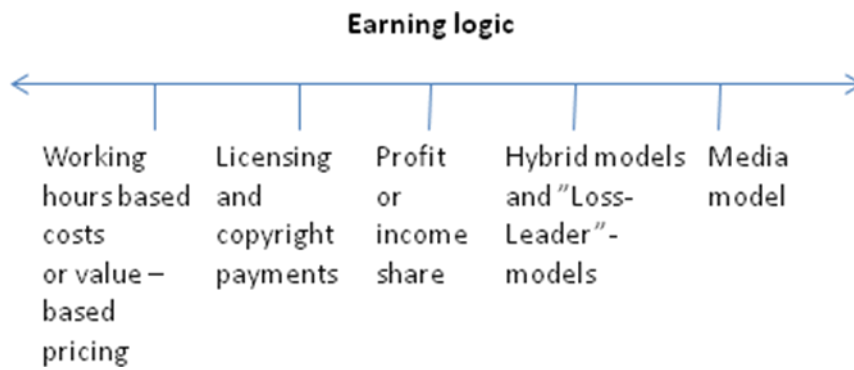 Earning logic
Working
hours based
costs
or value –
based
pricing
Licensing
and
copyright
payments
Profit
or
income
share
Hybrid models
and ”Loss-
Leader”-
models
Media
model